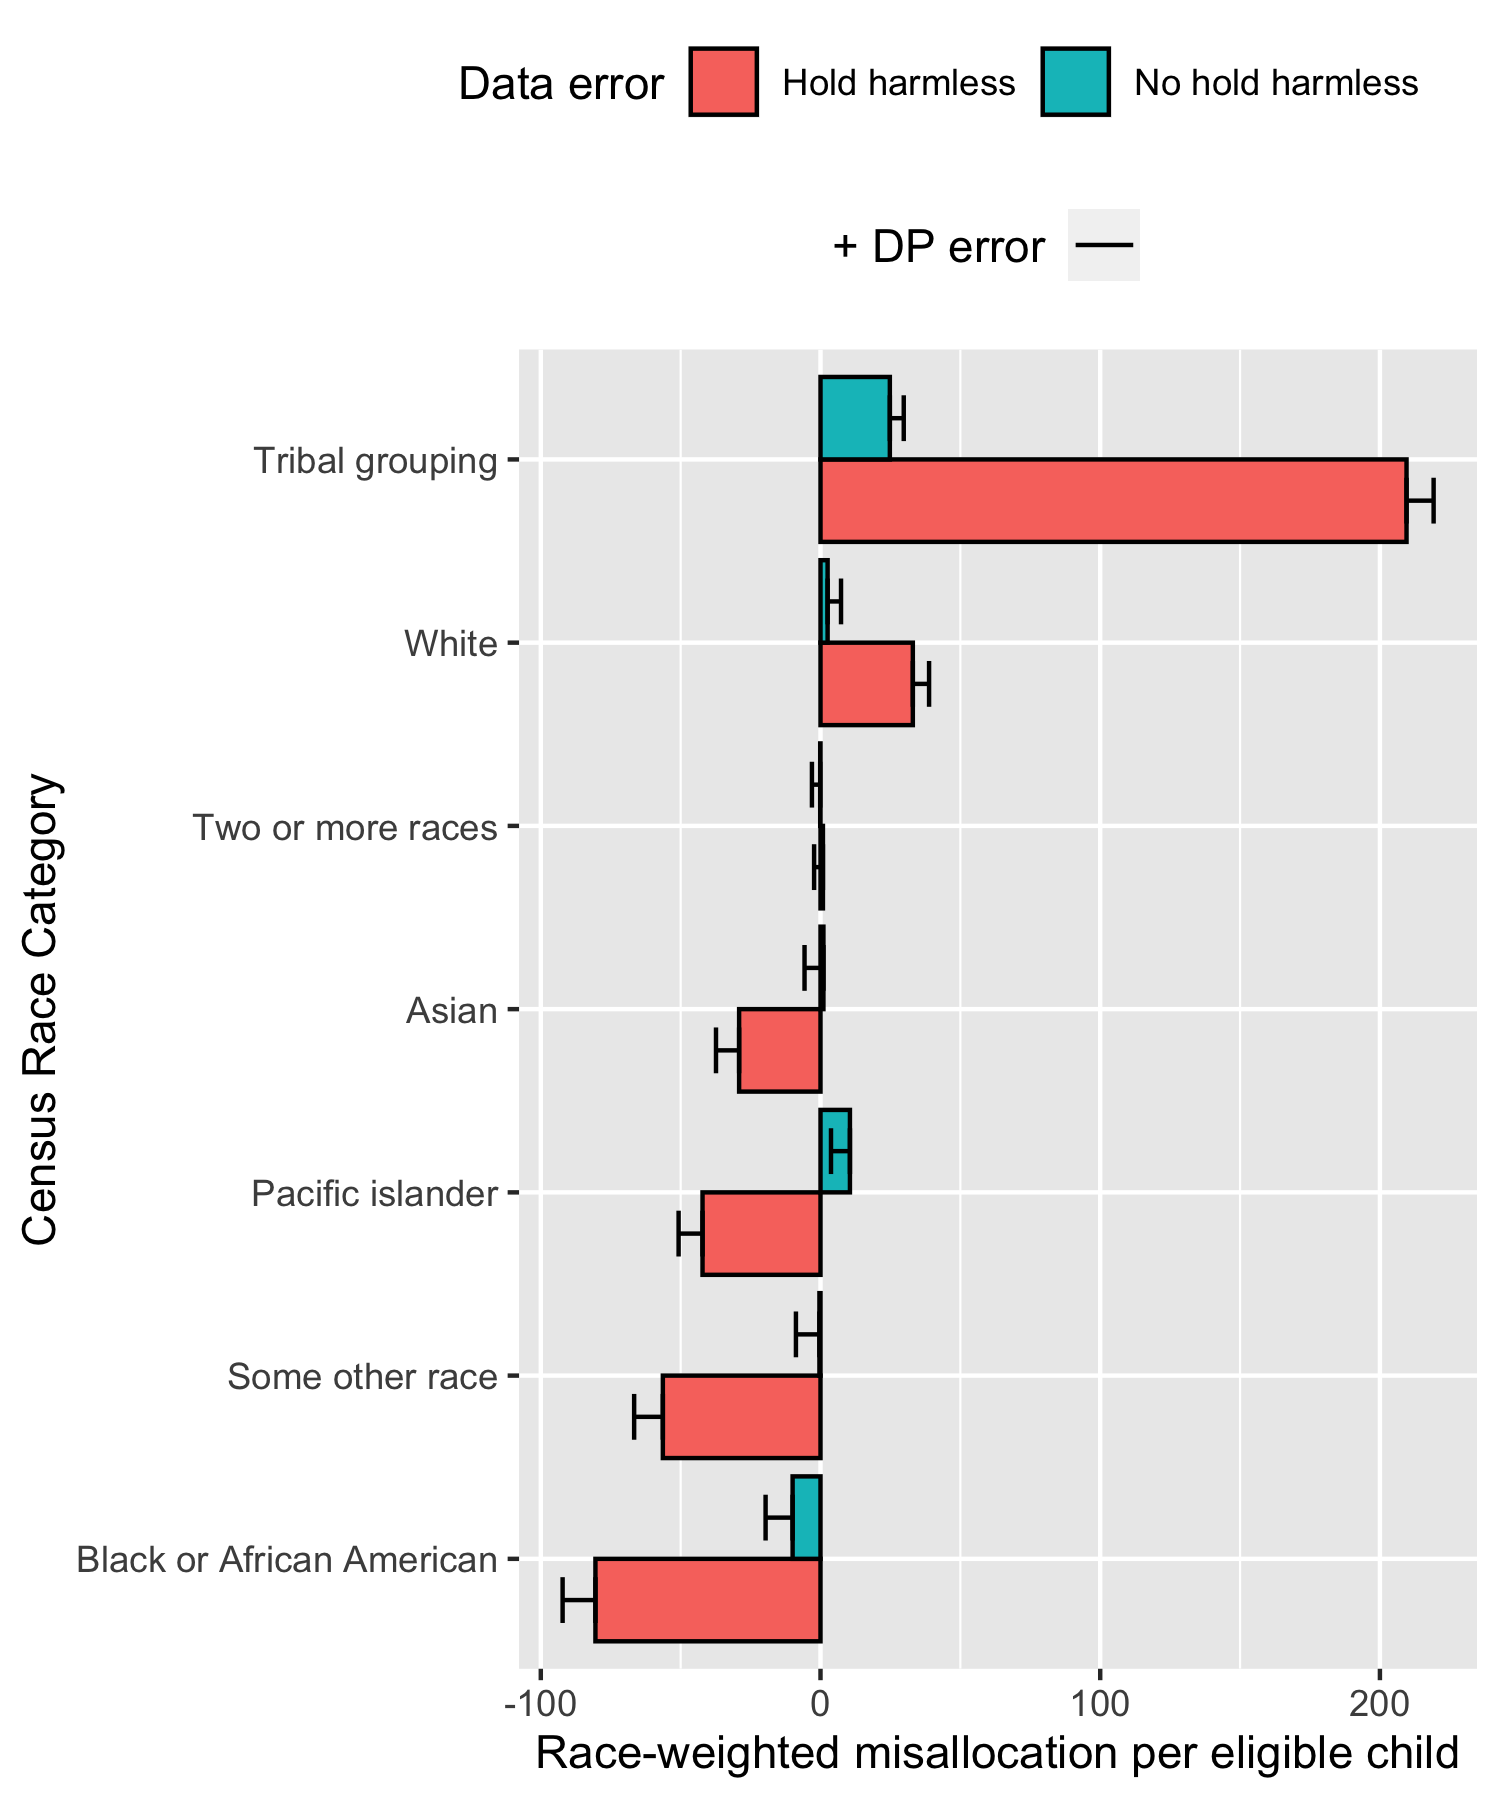 Data error Hold harmless No hold harmless
+ DP error
Tribal grouping
White
Two or more races
Asian
Pacific islander
Some other race
Black or African American
Census Race Category
-100 0 100 200
Race-weighted misallocation per eligible child